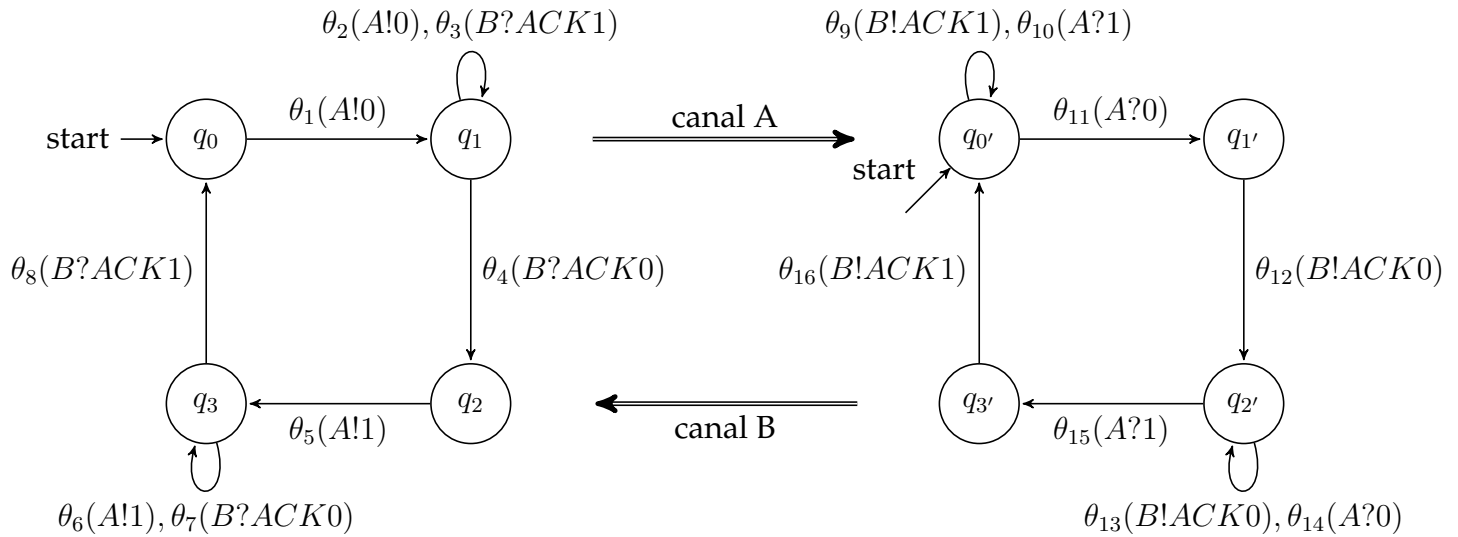 θ₂(A!0), θ₃(B?ACK1)
θ₉(B!ACK1), θ₁₀(A?1)
start
q₀
θ₁(A!0)
q₁
canal A
start
q₀′
θ₁₁(A?0)
q₁′
θ₈(B?ACK1)
θ₄(B?ACK0)
θ₁₆(B!ACK1)
θ₁₂(B!ACK0)
q₃
θ₅(A!1)
q₂
canal B
q₃′
θ₁₅(A?1)
q₂′
θ₆(A!1), θ₇(B?ACK0)
θ₁₃(B!ACK0), θ₁₄(A?0)